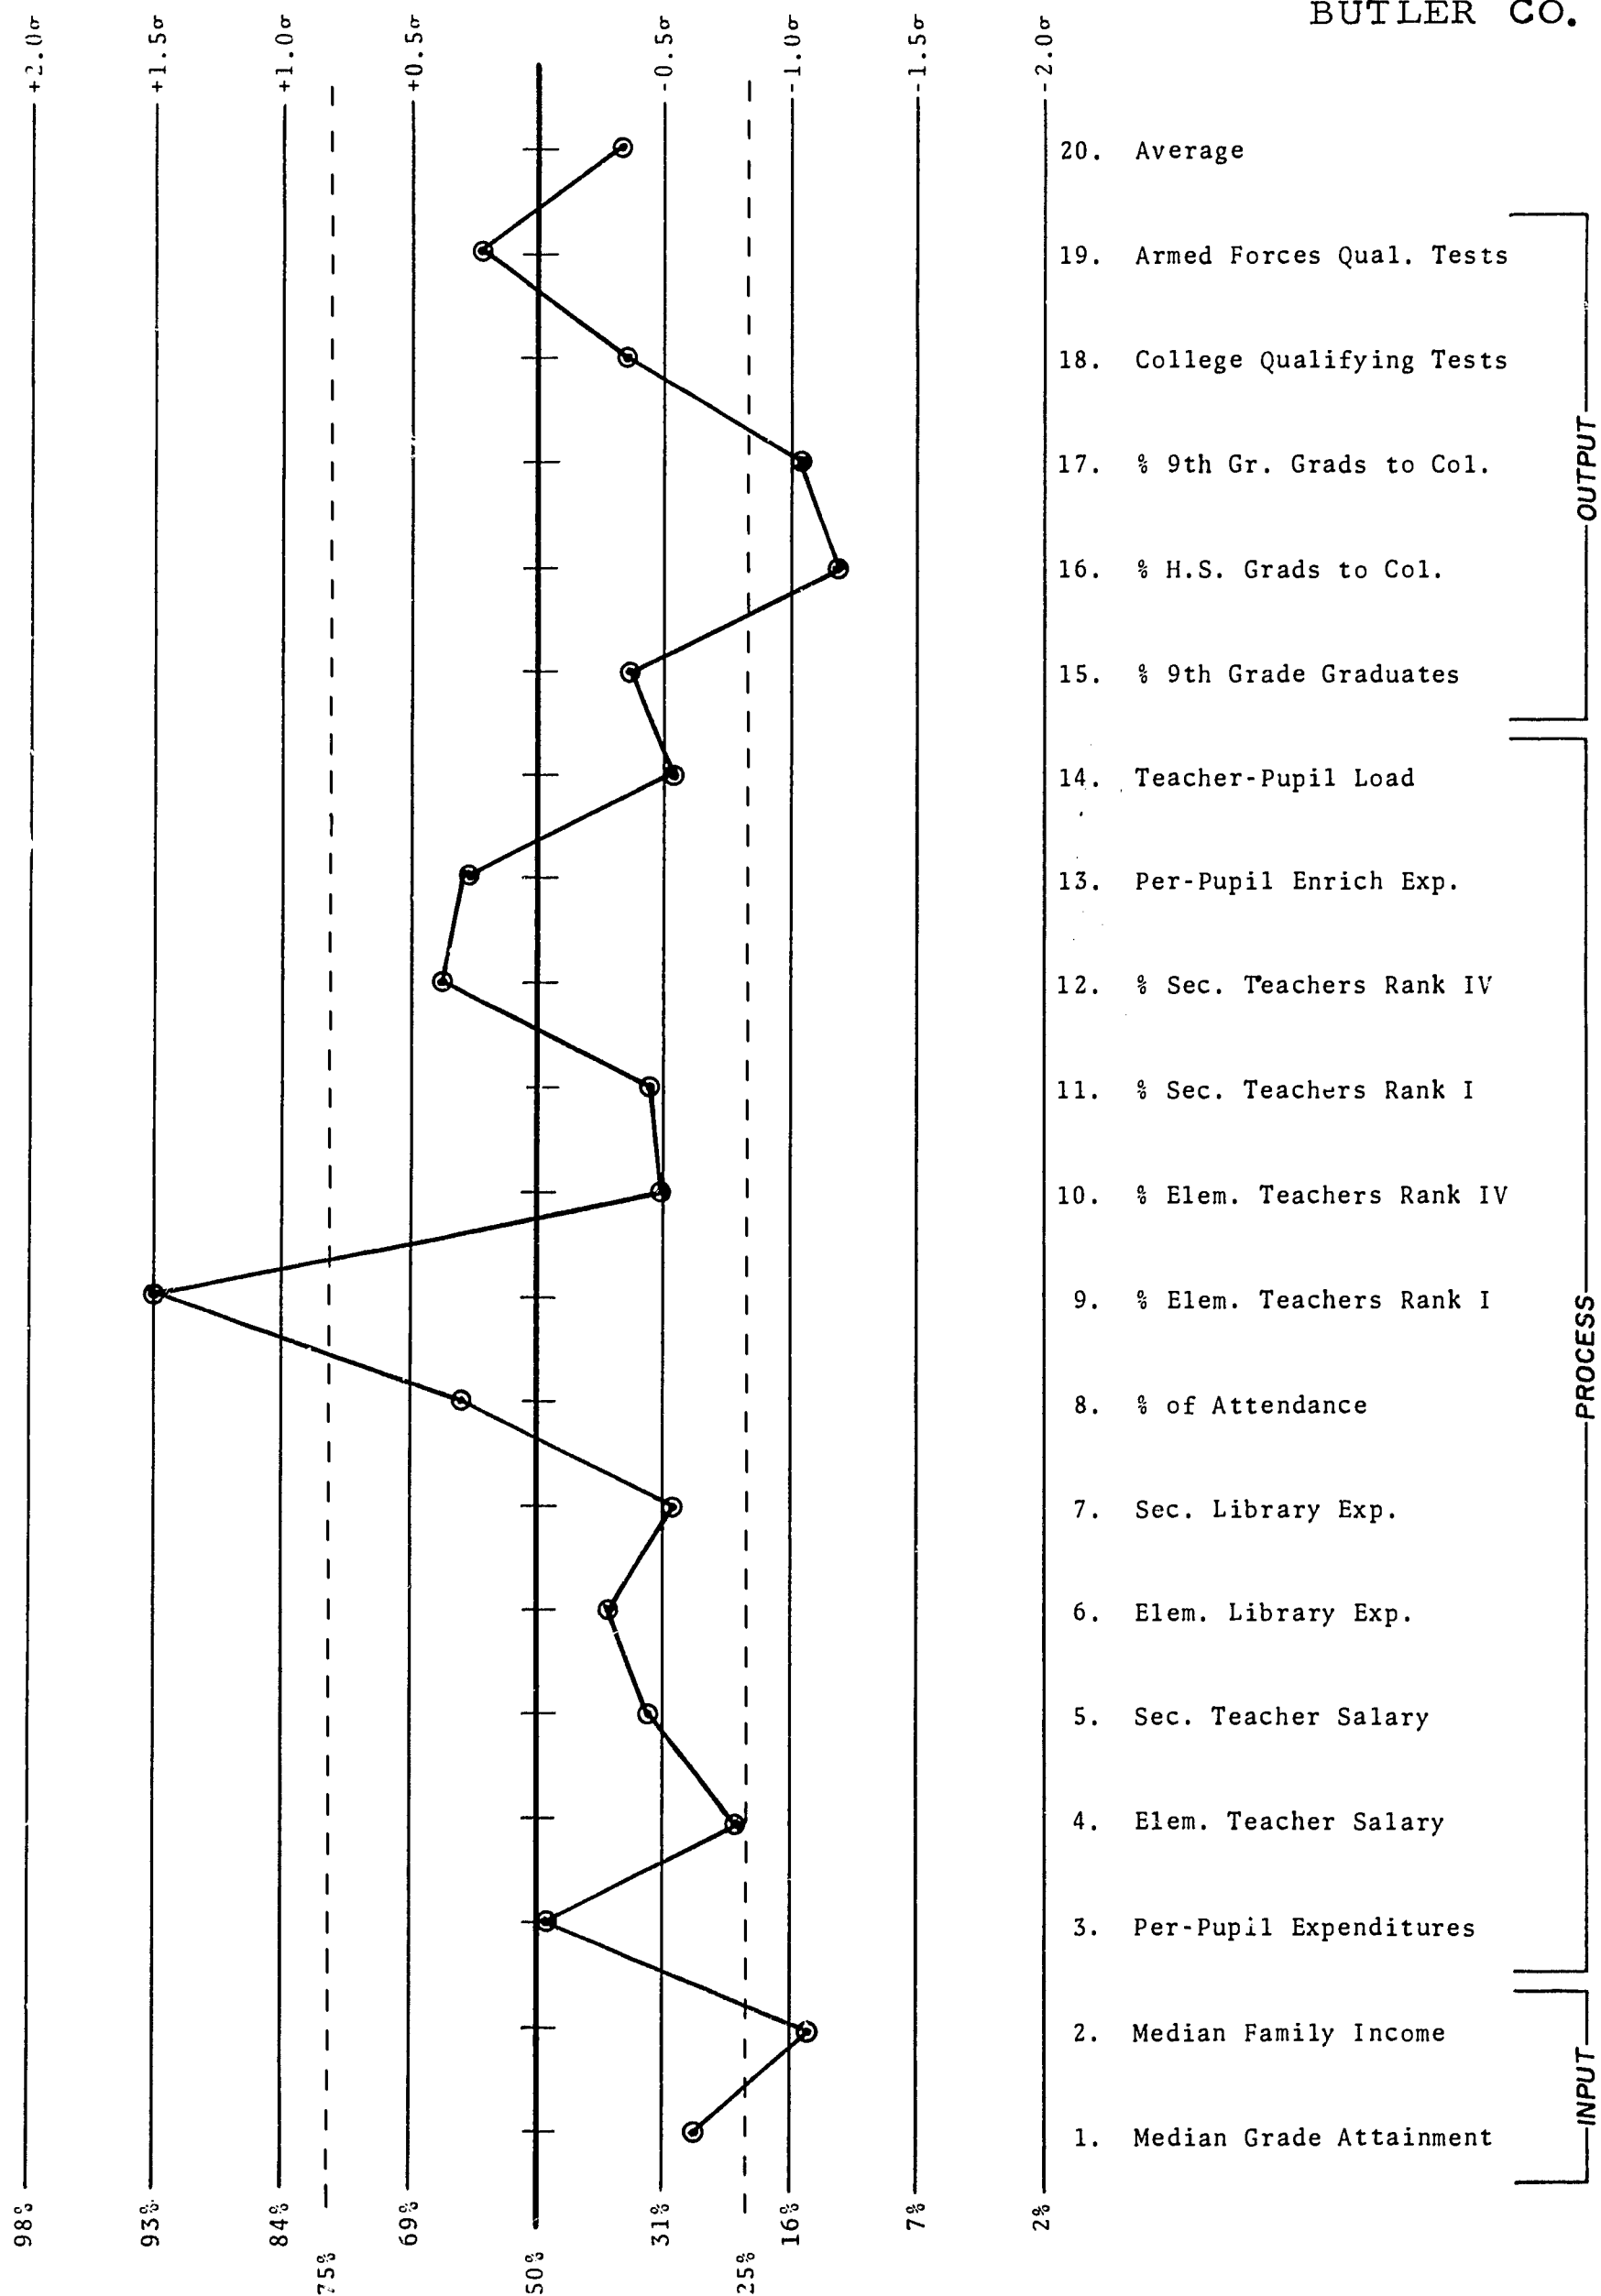 BUTLER CO.
+2.0σ
+1.5σ
+1.0σ
+0.5σ
-0.5σ
-1.0σ
-1.5σ
-2.0σ
20. Average
19. Armed Forces Qual. Tests
18. College Qualifying Tests
17. % 9th Gr. Grads to Col.
16. % H.S. Grads to Col.
15. % 9th Grade Graduates
OUTPUT
14. Teacher-Pupil Load
13. Per-Pupil Enrich Exp.
12. % Sec. Teachers Rank IV
11. % Sec. Teachers Rank I
10. % Elem. Teachers Rank IV
9. % Elem. Teachers Rank I
8. % of Attendance
7. Sec. Library Exp.
6. Elem. Library Exp.
5. Sec. Teacher Salary
4. Elem. Teacher Salary
3. Per-Pupil Expenditures
PROCESS
2. Median Family Income
1. Median Grade Attainment
INPUT
98%
93%
84%
75%
69%
50%
31%
25%
16%
7%
2%